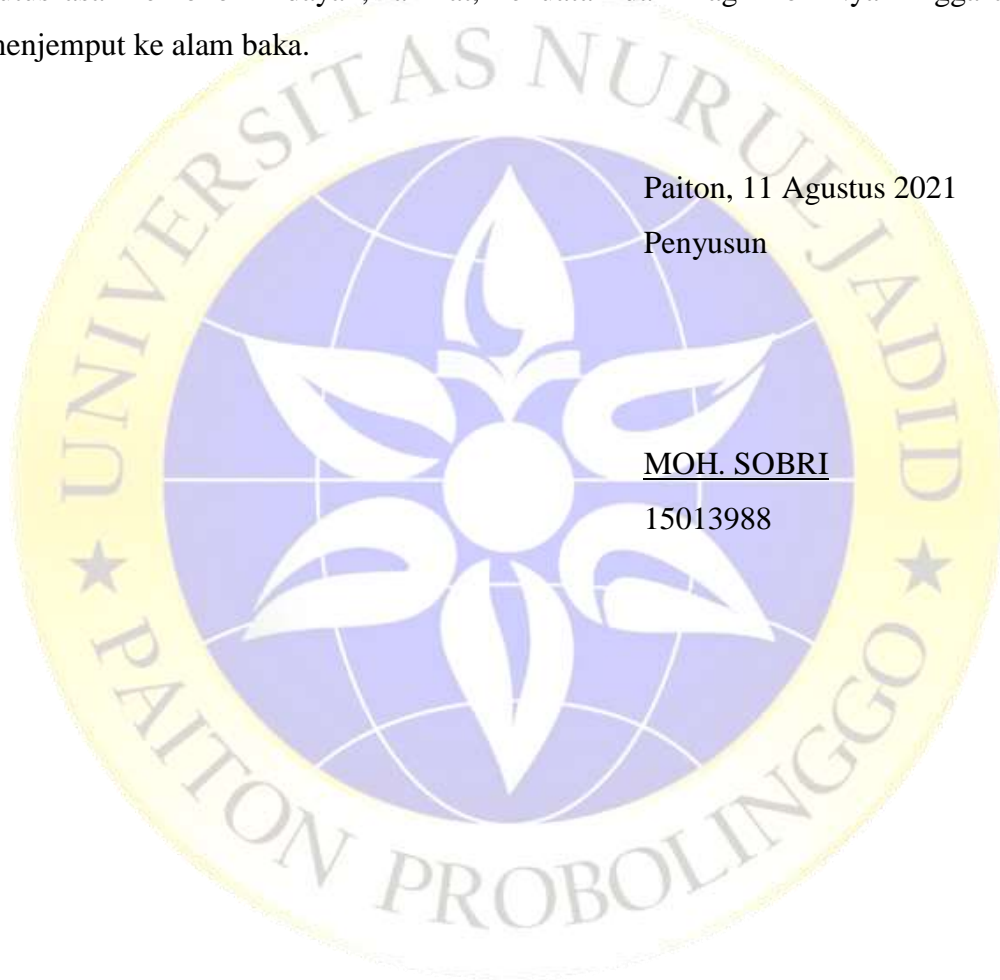 menjemput ke alam baka.
UNIVERSITAS NURUL JADID
Paiton, 11 Agustus 2021
Penyusun
MOH. SOBRI
15013988
★ PAITON PROBOLINGGO ★